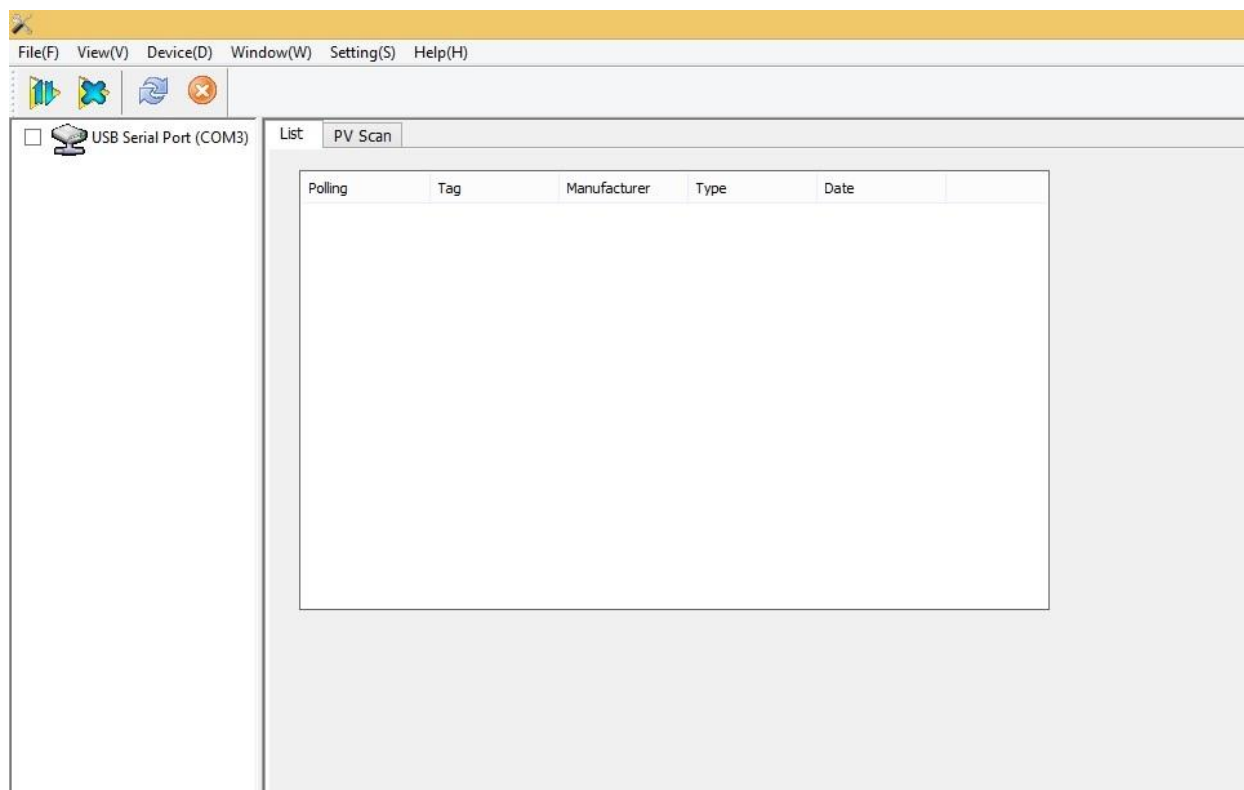 File(F) View(V) Device(D) Window(W) Setting(S) Help(H)
USB Serial Port (COM3)
List PV Scan
Polling Tag Manufacturer Type Date